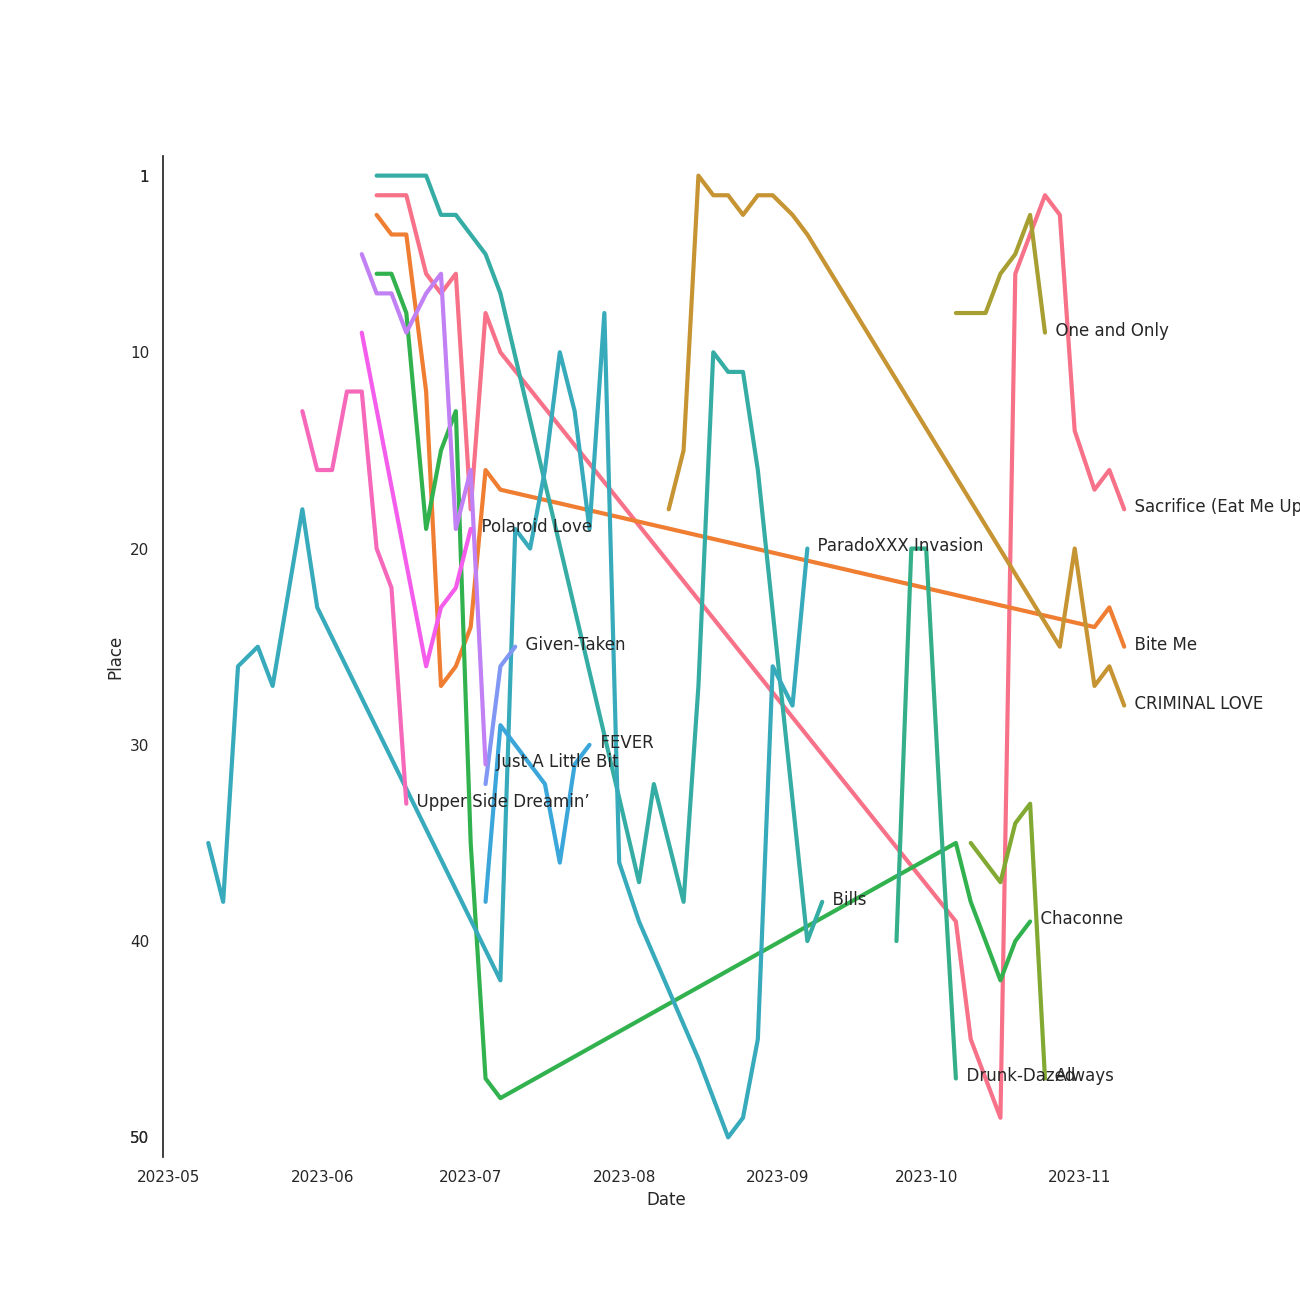 1
One and Only
10
Sacrifice (Eat Me Up
Polaroid Love
ParadoXXX Invasion
20
Given-Taken
Bite Me
Place
CRIMINAL LOVE
30
FEVER
Just A Little Bit
Upper Side Dreamin’
Bills
Chaconne
40
Drunk-Dazed
Always
50
2023-05
2023-06
2023-07
2023-08
2023-09
2023-10
2023-11
Date